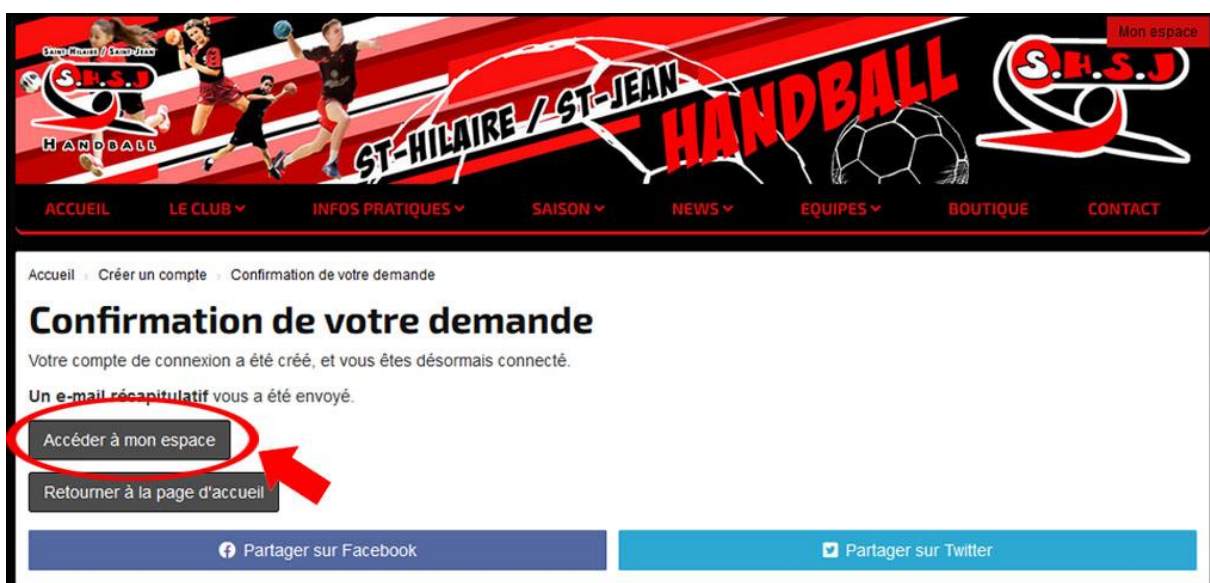 Mon espace
SAINT-HILAIRE / SAINT-JEAN
S.H.S.J
HANDBALL
ST-HILAIRE / ST-JEAN
HANDBALL
S.H.S.J
ACCUEIL LE CLUB INFOS PRATIQUES SAISON NEWS EQUIPES BOUTIQUE CONTACT
Accueil > Créer un compte > Confirmation de votre demande
Confirmation de votre demande
Votre compte de connexion a été créé, et vous êtes désormais connecté.
Un e-mail récapitulatif vous a été envoyé.
Accéder à mon espace
Retourner à la page d'accueil
Partager sur Facebook Partager sur Twitter